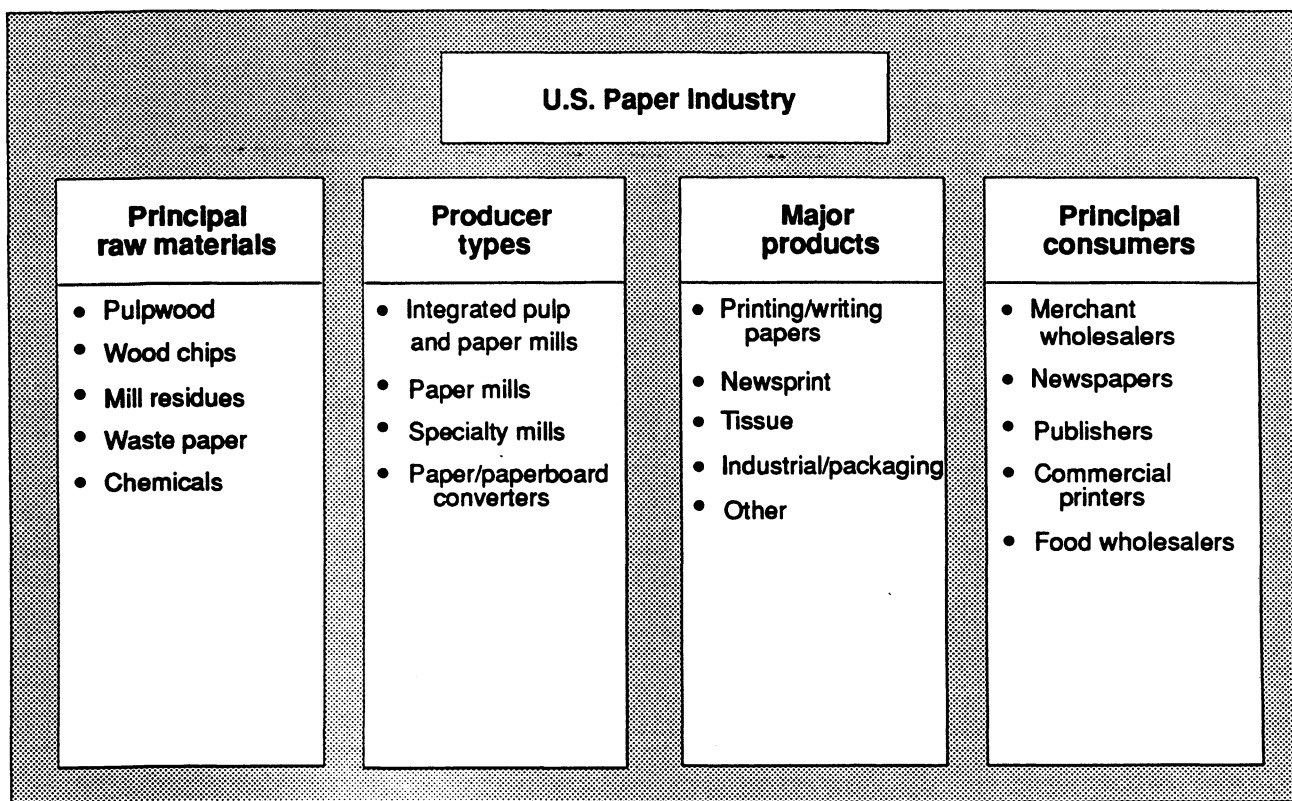 U.S. Paper Industry
Principal
raw materials
• Pulpwood
• Wood chips
• Mill residues
• Waste paper
• Chemicals
Producer
types
• Integrated pulp
and paper mills
• Paper mills
• Specialty mills
• Paper/paperboard
converters
Major
products
• Printing/writing
papers
• Newsprint
• Tissue
• Industrial/packaging
• Other
Principal
consumers
• Merchant
wholesalers
• Newspapers
• Publishers
• Commercial
printers
• Food wholesalers